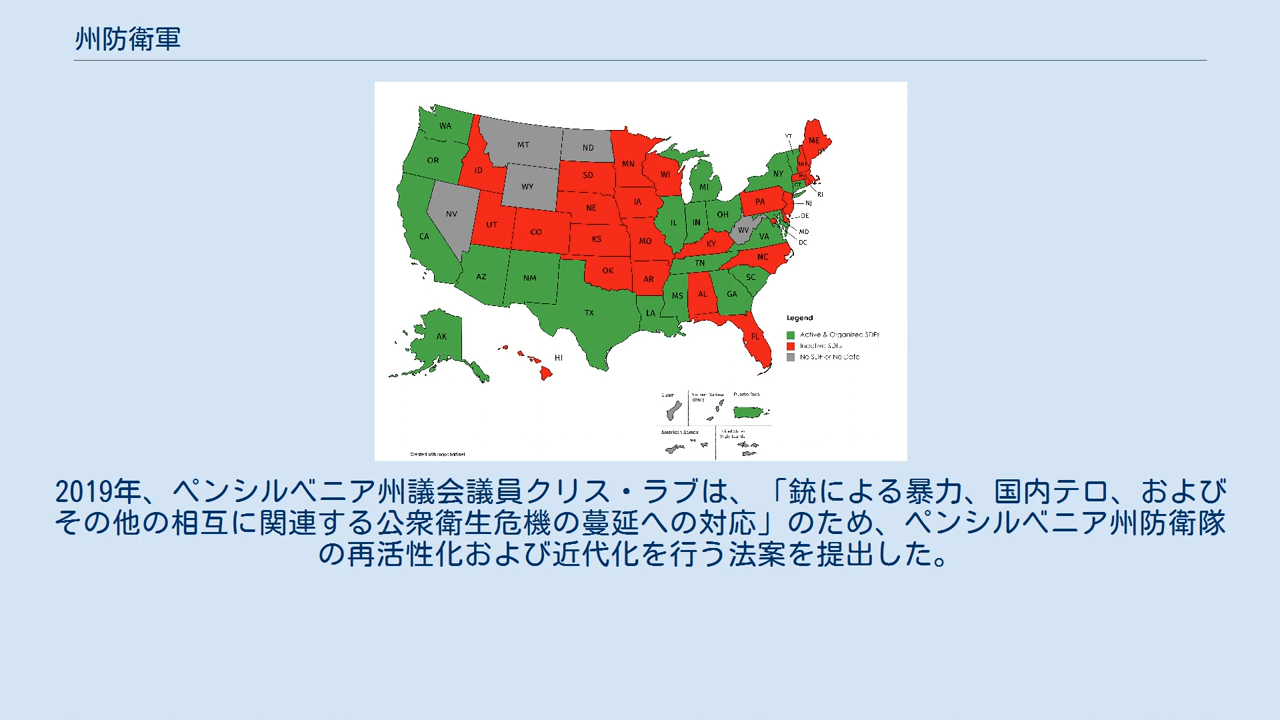 州防衛軍
WA
MT
ND
MN
ME
VT
OR
ID
SD
WI
MI
NY
WY
IA
PA
RI
NJ
NV
NE
IL
IN
OH
DE
CA
UT
CO
KS
MO
KY
WV
VA
MD
DC
AZ
NM
OK
AR
TN
NC
SC
MS
AL
GA
TX
LA
FL
AK
HI
Legend
Active & Organized SDFs
Inactive SDFs
No SDF or No Data
Guam
Puerto Rico
American Samoa
2019年、ペンシルベニア州議会議員クリス・ラブは、「銃による暴力、国内テロ、および
その他の相互に関連する公衆衛生危機の蔓延への対応」のため、ペンシルベニア州防衛隊
の再活性化および近代化を行う法案を提出した。